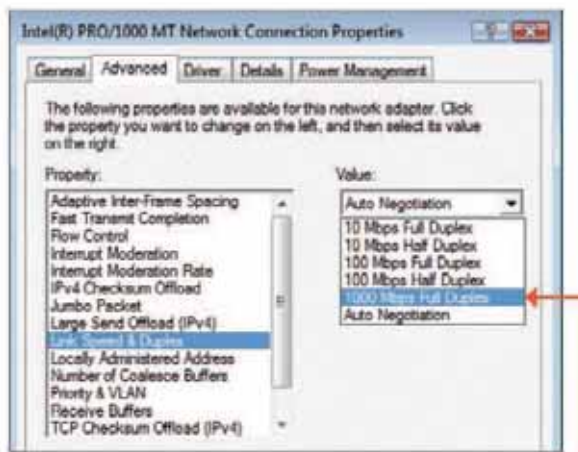 Intel(R) PRO/1000 MT Network Connection Properties
General Advanced Driver Details Power Management
The following properties are available for this network adapter. Click
the property you want to change on the left, and then select its value
on the right.
Property:
Adaptive Inter-Frame Spacing
Fast Transmit Completion
Flow Control
Interrupt Moderation
Interrupt Moderation Rate
IPv4 Checksum Offload
Jumbo Packet
Large Send Offload (IPv4)
Link Speed & Duplex
Locally Administered Address
Number of Coalesce Buffers
Priority & VLAN
Receive Buffers
TCP Checksum Offload (IPv4)
Value:
Auto Negotiation
10 Mbps Full Duplex
10 Mbps Half Duplex
100 Mbps Full Duplex
100 Mbps Half Duplex
1000 Mbps Full Duplex
Auto Negotiation